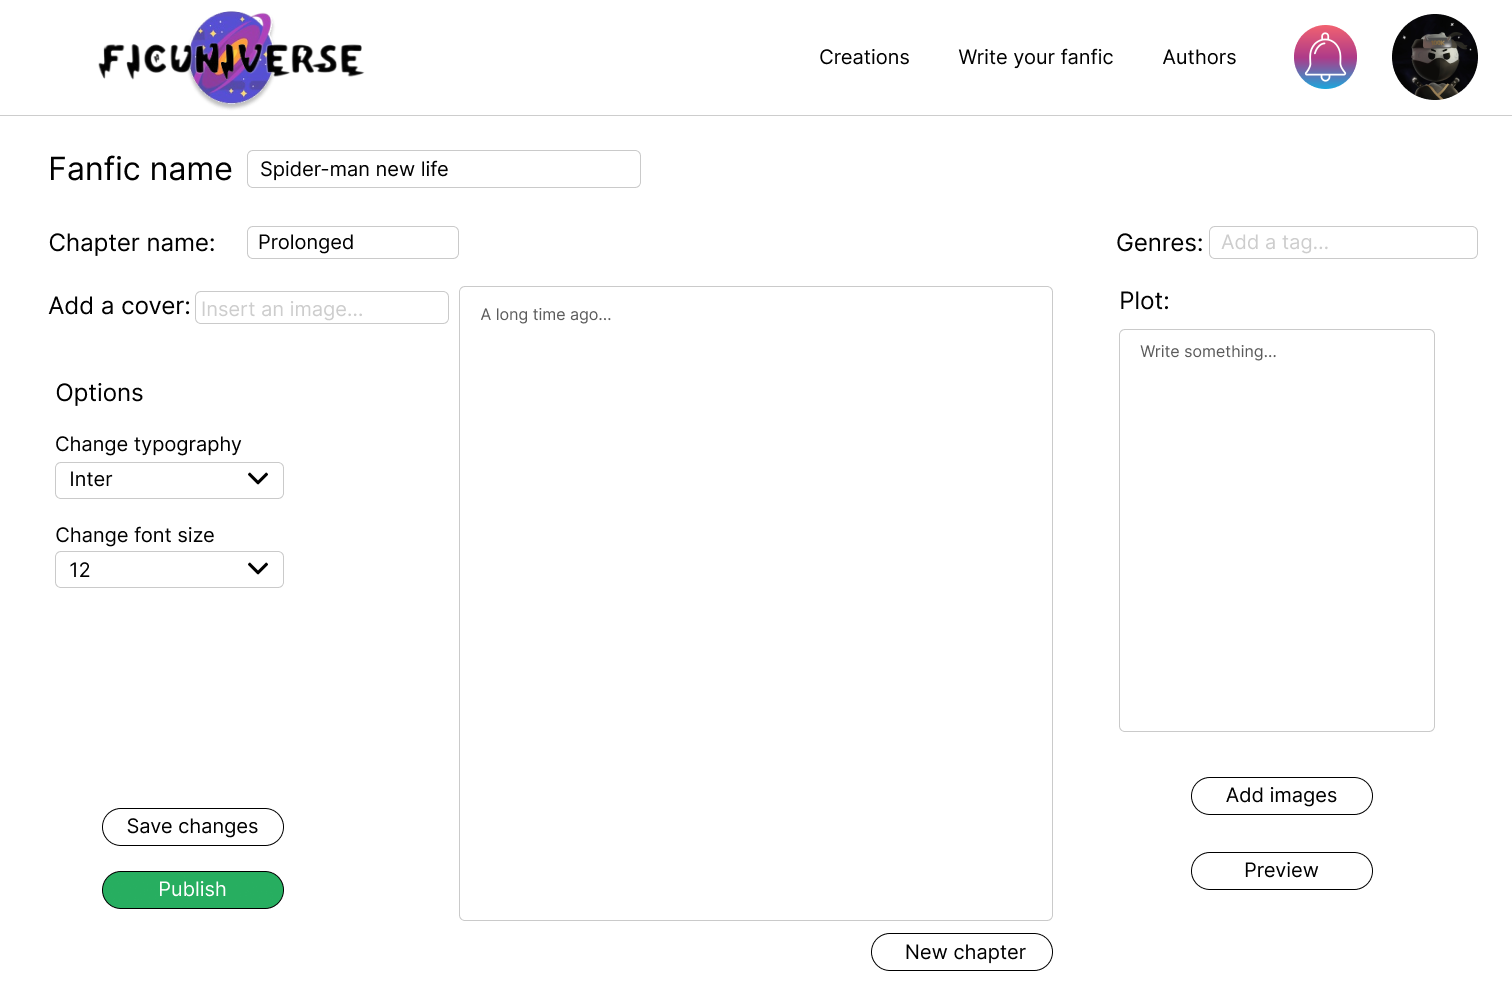 FICUNIVERSE
Creations
Write your fanfic
Authors
Fanfic name
Spider-man new life
Chapter name:
Prolonged
Genres:
Add a tag...
Add a cover:
Insert an image...
A long time ago...
Plot:
Write something...
Options
Change typography
Inter
Change font size
12
Save changes
Publish
Add images
Preview
New chapter